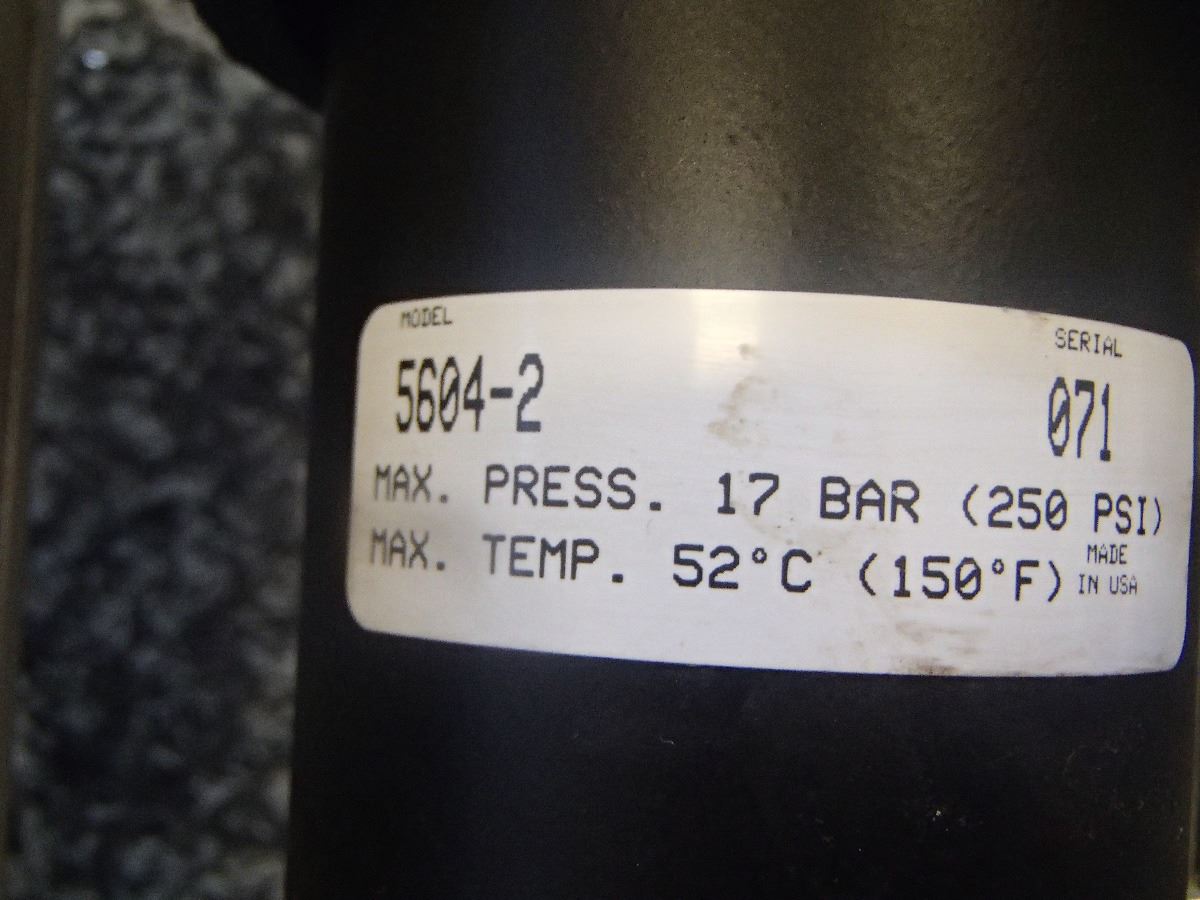 MODEL
SERIAL
5604-2
071
MAX. PRESS. 17 BAR (250 PSI)
MAX. TEMP. 52°C (150°F)
MADE
IN USA